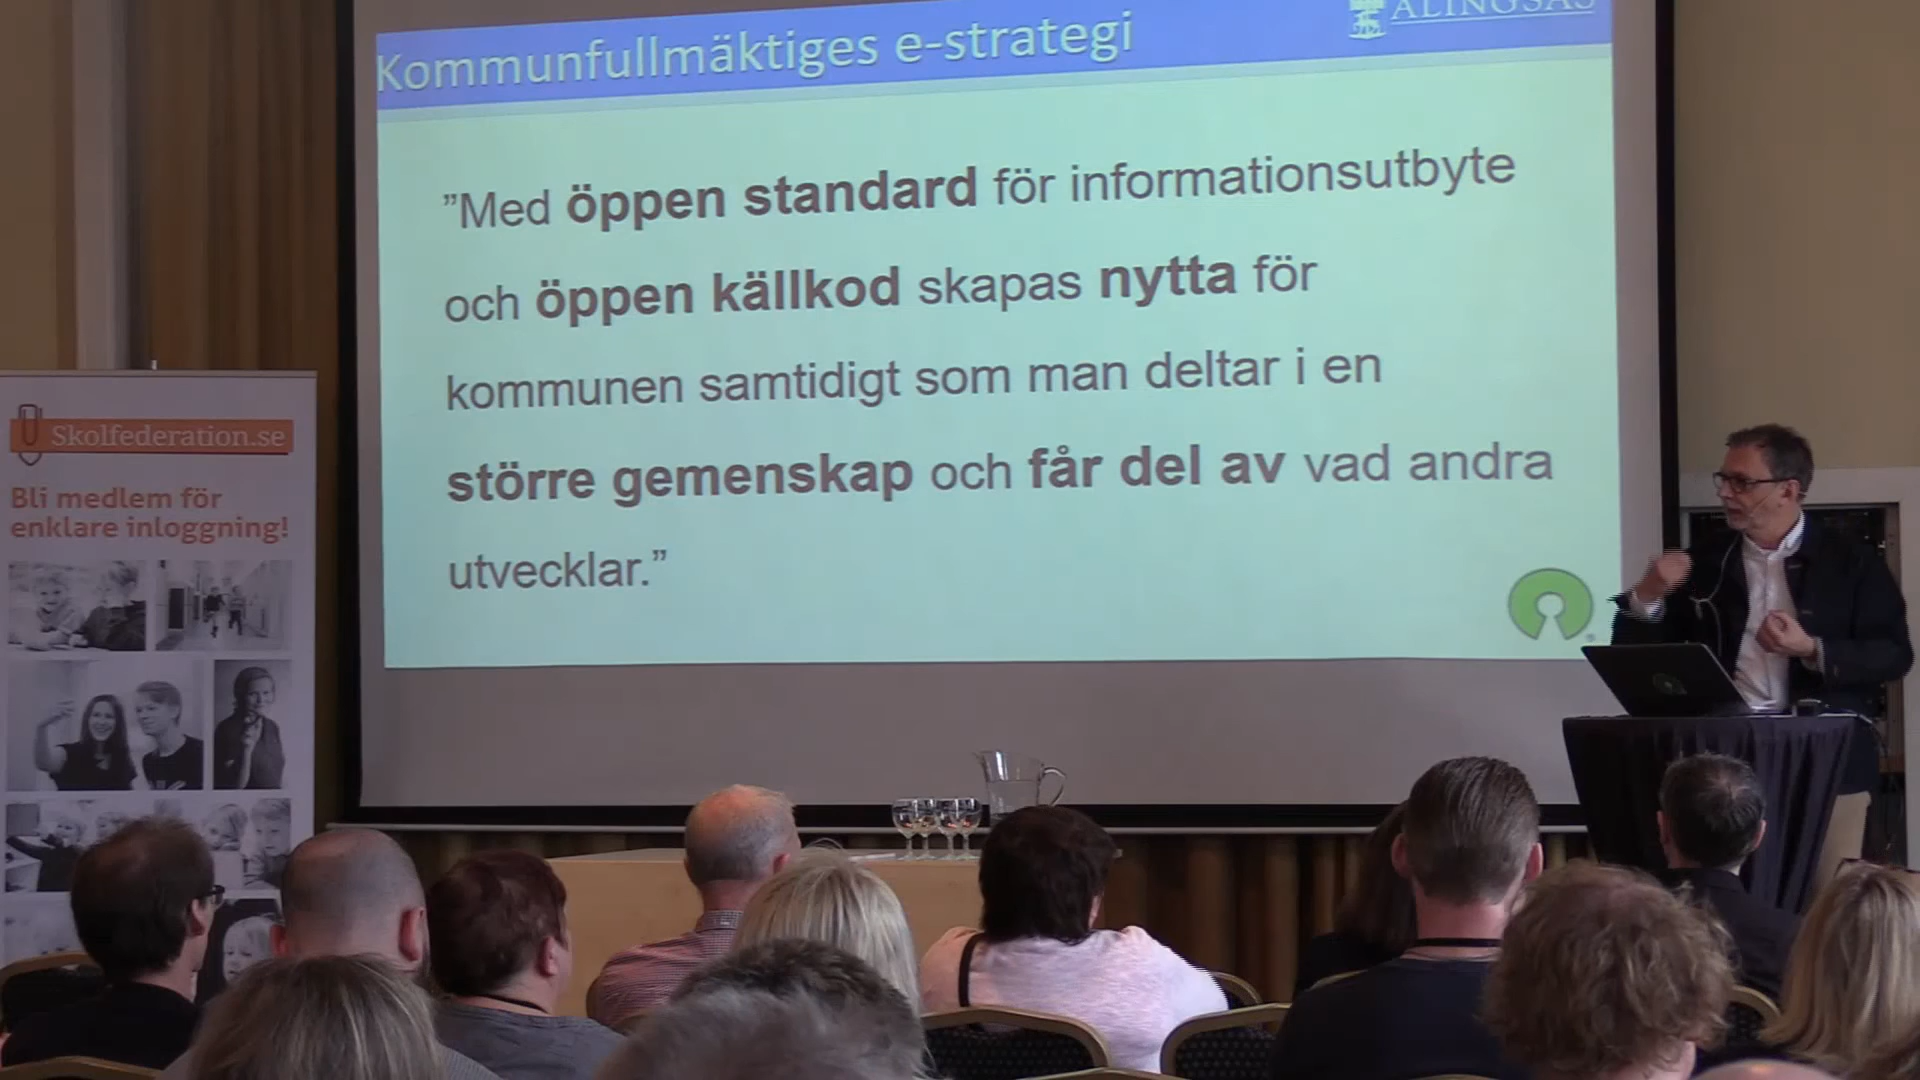 Kommunfullmäktiges e-strategi
ALINGSÅS
”Med öppen standard för informationsutbyte
och öppen källkod skapas nytta för
kommunen samtidigt som man deltar i en
större gemenskap och får del av vad andra
utvecklar.”
Skolfederation.se
Bli medlem för
enklare inloggning!